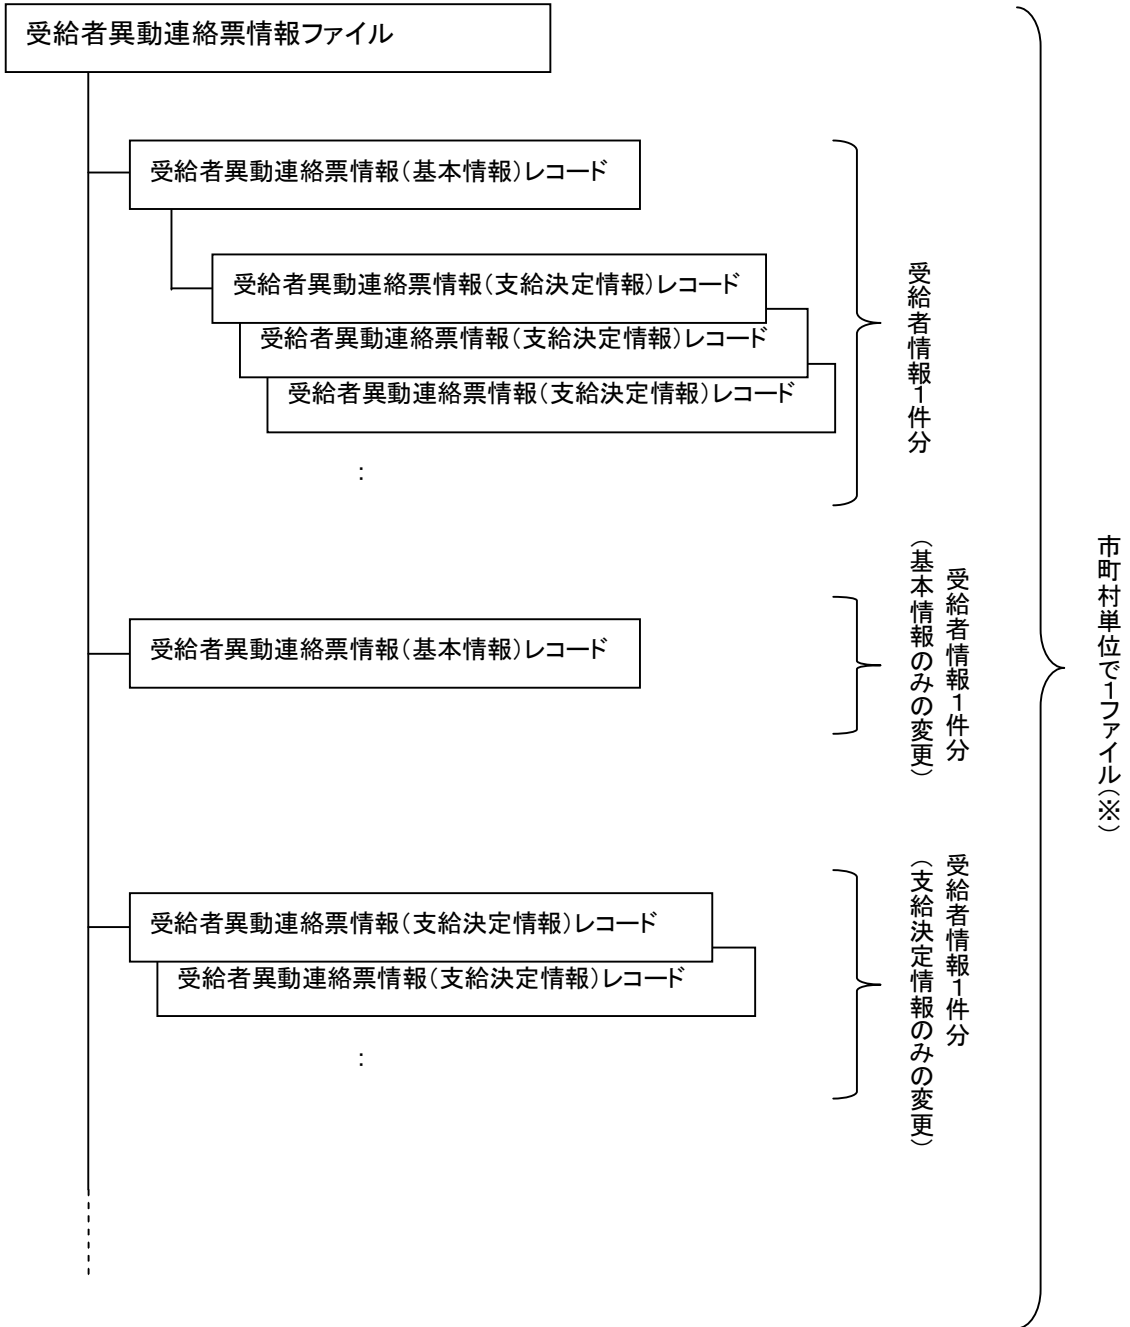 受給者異動連絡票情報ファイル
受給者異動連絡票情報(基本情報)レコード
受給者異動連絡票情報(支給決定情報)レコード
受給者異動連絡票情報(支給決定情報)レコード
受給者異動連絡票情報(支給決定情報)レコード
:
受給者情報1件分
受給者異動連絡票情報(基本情報)レコード
受給者情報1件分
(基本情報のみの変更)
受給者異動連絡票情報(支給決定情報)レコード
受給者異動連絡票情報(支給決定情報)レコード
:
受給者情報1件分
(支給決定情報のみの変更)
市町村単位で1ファイル(※)